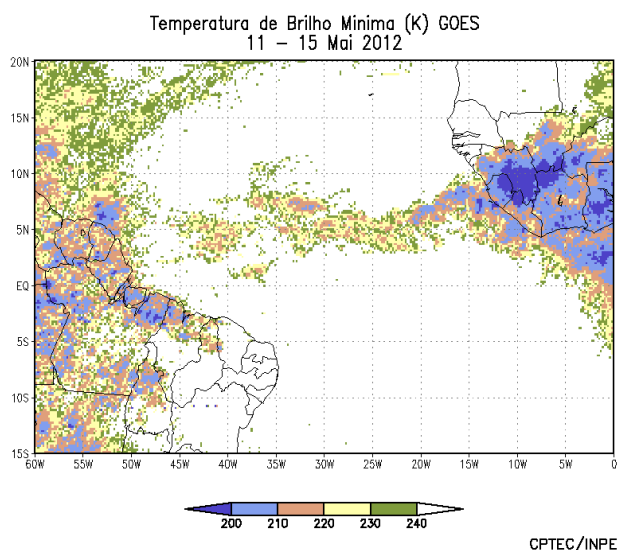 Temperatura de Brilho Minima (K) GOES
11 – 15 Mai 2012
20N
15N
10N
5N
EQ
5S
10S
15S
60W 55W 50W 45W 40W 35W 30W 25W 20W 15W 10W 5W 0
200 210 220 230 240
CPTEC/INPE